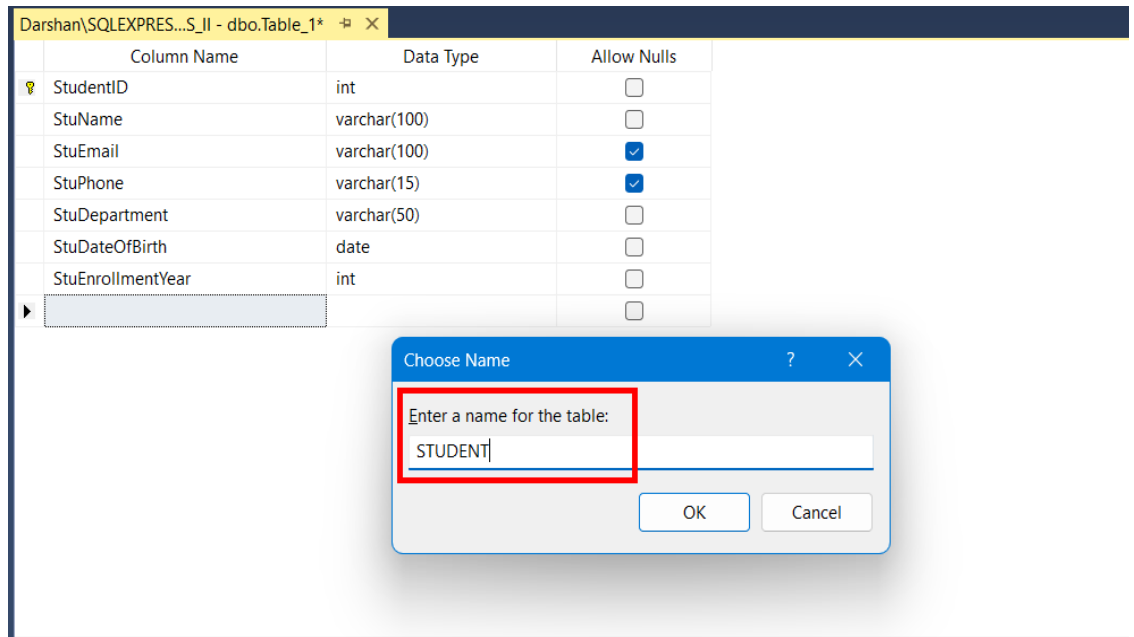 Darshan\SQLEXPRES...S_II - dbo.Table_1*
Column Name Data Type Allow Nulls
StudentID int
StuName varchar(100)
StuEmail varchar(100)
StuPhone varchar(15)
StuDepartment varchar(50)
StuDateOfBirth date
StuEnrollmentYear int
Choose Name ?
Enter a name for the table:
STUDENT
OK Cancel